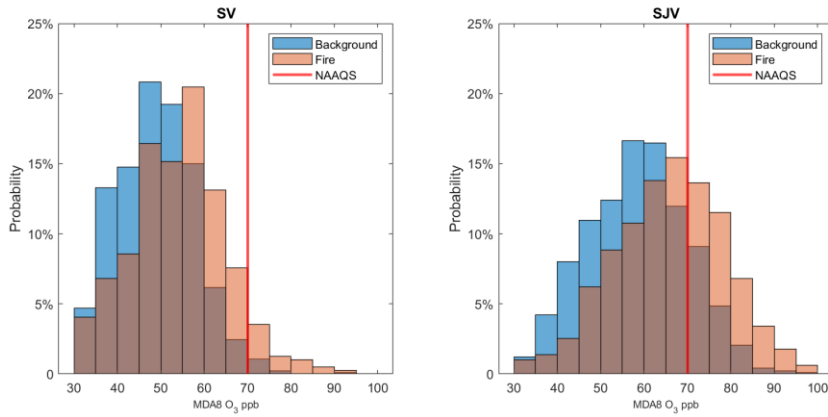 SV
25%
20%
15%
10%
5%
0
Probability
30 40 50 60 70 80 90 100
MDA8 O3 ppb
Background
Fire
NAAQS
SJV
25%
20%
15%
10%
5%
0
Probability
30 40 50 60 70 80 90 100
MDA8 O3 ppb
Background
Fire
NAAQS